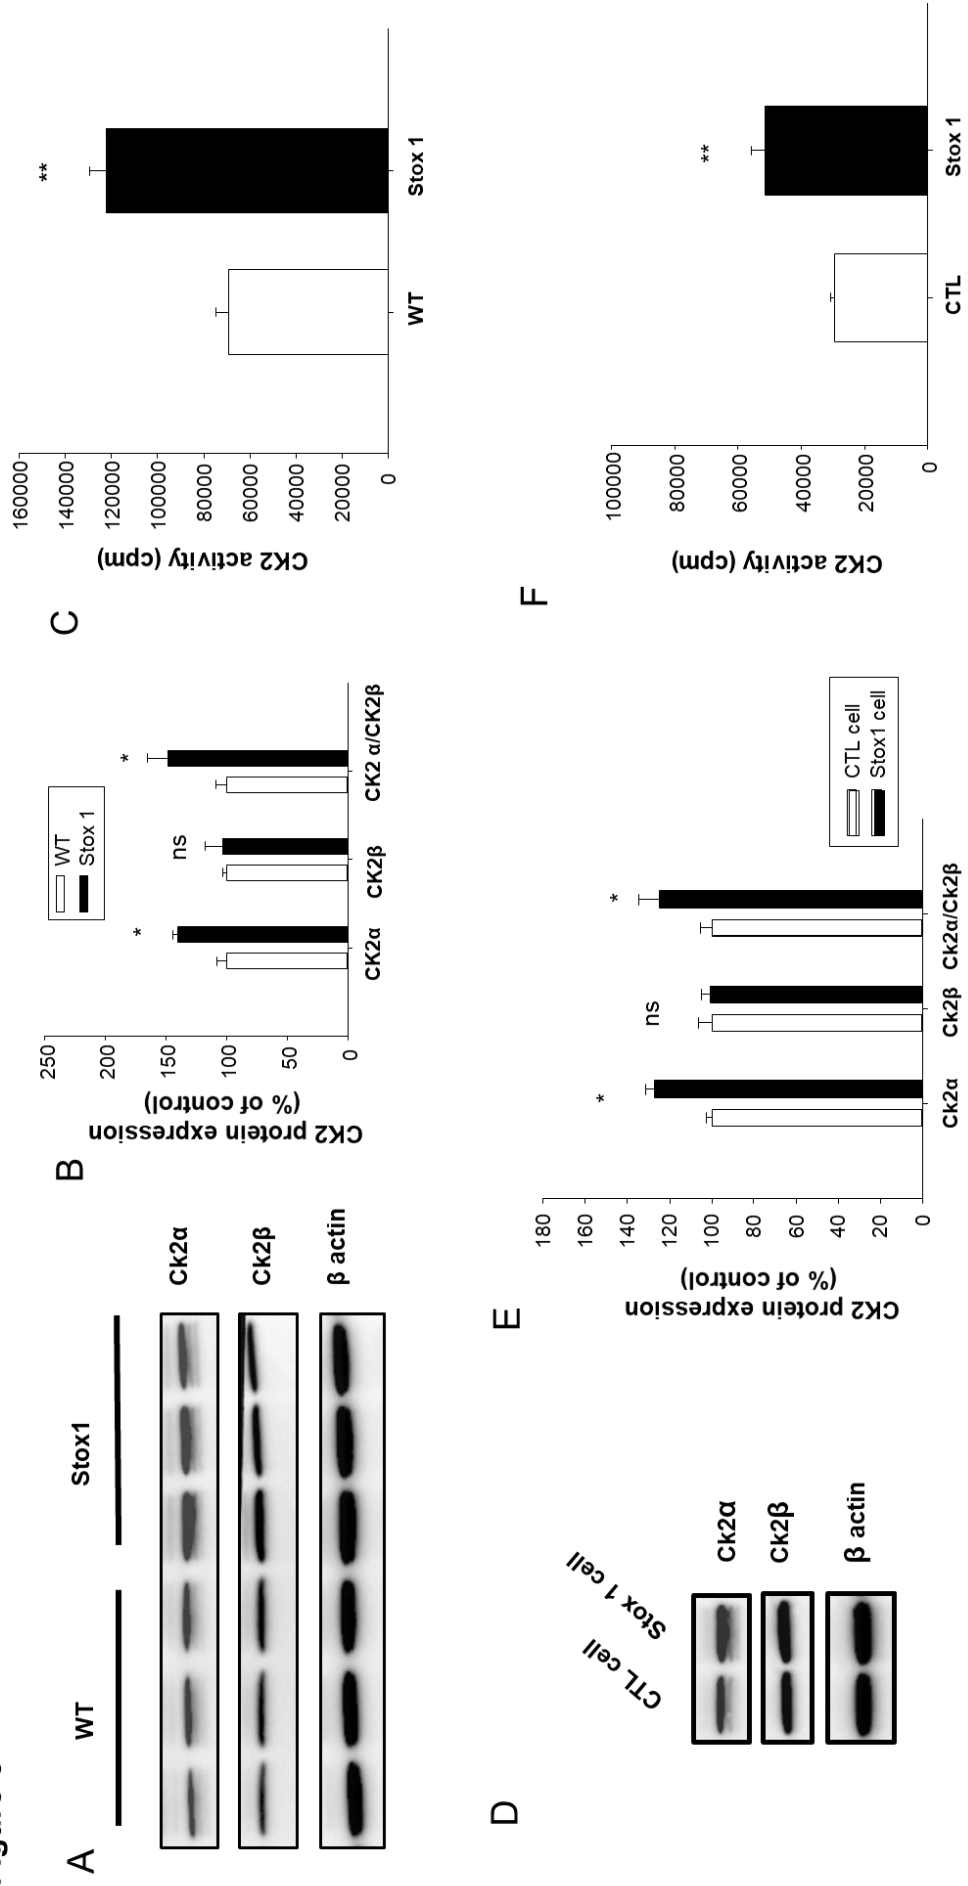 A
WT
Stox1
Ck2α
Ck2β
β actin
B
CK2 protein expression
(% of control)
250
200
150
100
50
0
WT
Stox 1
*
ns
*
CK2α
CK2β
CK2 α/CK2β
C
CK2 activity (cpm)
160000
140000
120000
100000
80000
60000
40000
20000
0
**
WT
Stox 1
D
CTL cell
Stox 1 cell
Ck2α
Ck2β
β actin
E
CK2 protein expression
(% of control)
180
160
140
120
100
80
60
40
20
0
*
ns
*
Ck2α
Ck2β
Ck2α/Ck2β
CTL cell
Stox1 cell
F
CK2 activity (cpm)
100000
80000
60000
40000
20000
0
**
CTL
Stox 1